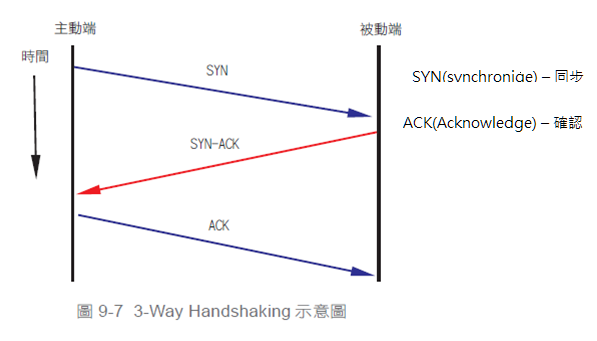 主動端
被動端
時間
SYN
SYN(synchronige) – 同步
ACK(Acknowledge) – 確認
SYN-ACK
ACK
圖 9-7 3-Way Handshaking 示意圖